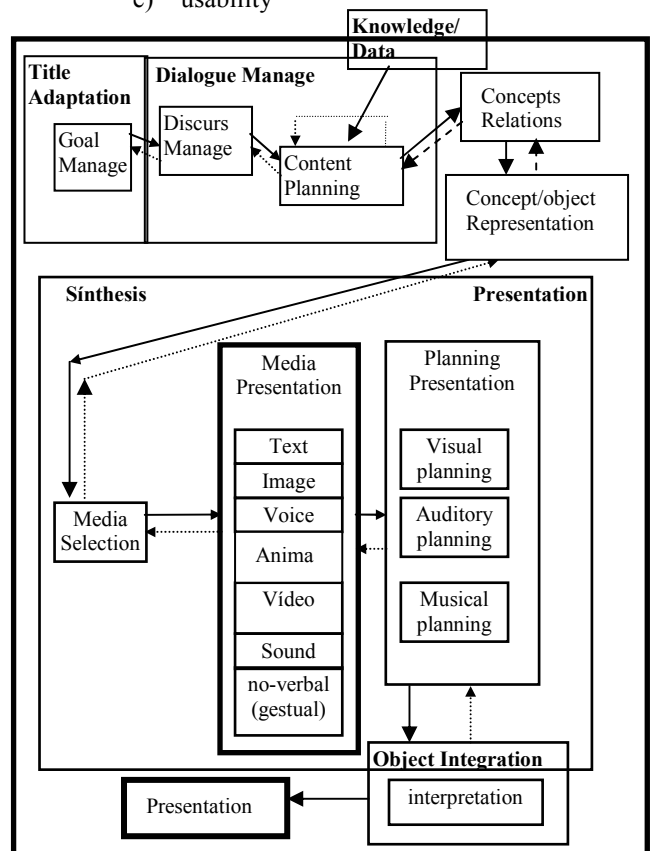 c) usability
Knowledge/
Data
Title
Adaptation
Dialogue Manage
Goal
Manage
Discurs
Manage
Content
Planning
Concepts
Relations
Concept/object
Representation
Sínthesis
Presentation
Media
Presentation
Text
Image
Voice
Anima
Vídeo
Sound
no-verbal
(gestual)
Planning
Presentation
Visual
planning
Auditory
planning
Musical
planning
Media
Selection
Object Integration
interpretation
Presentation